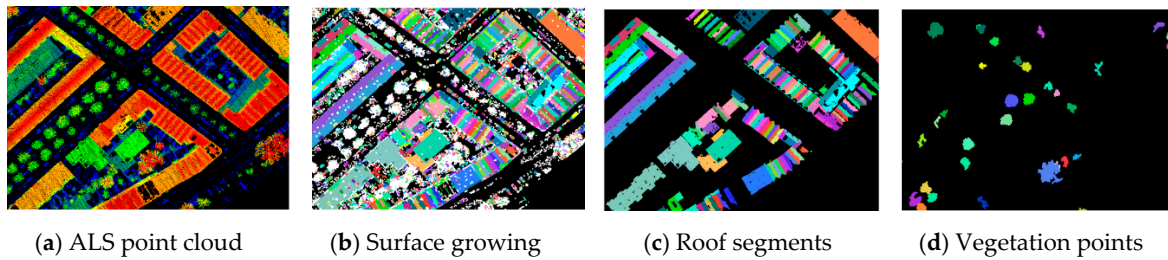 (a) ALS point cloud
(b) Surface growing
(c) Roof segments
(d) Vegetation points